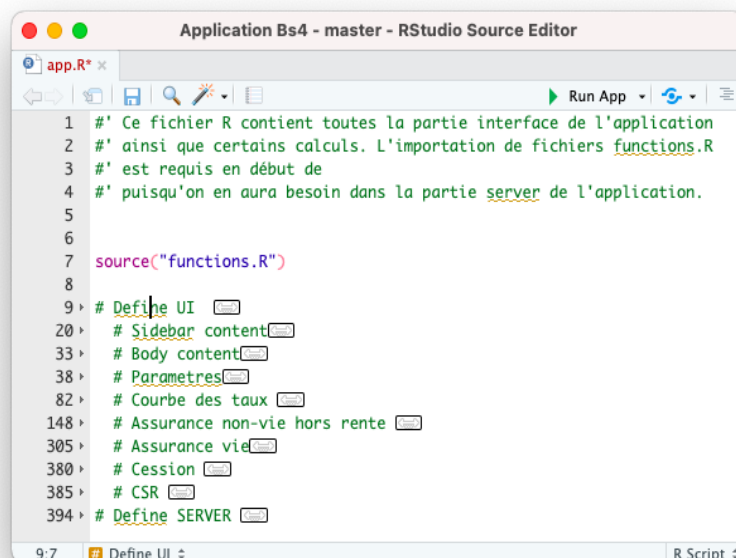 Application Bs4 - master - RStudio Source Editor
app.R*
Run App
1 #' Ce fichier R contient toutes la partie interface de l'application
2 #' ainsi que certains calculs. L'importation de fichiers functions.R
3 #' est requis en début de
4 #' puisqu'on en aura besoin dans la partie server de l'application.
5
6
7 source("functions.R")
8
9 # Define UI
20 # Sidebar content
33 # Body content
38 # Parametres
82 # Courbe des taux
148 # Assurance non-vie hors rente
305 # Assurance vie
380 # Cession
385 # CSR
394 # Define SERVER
9:7 # Define UI R Script